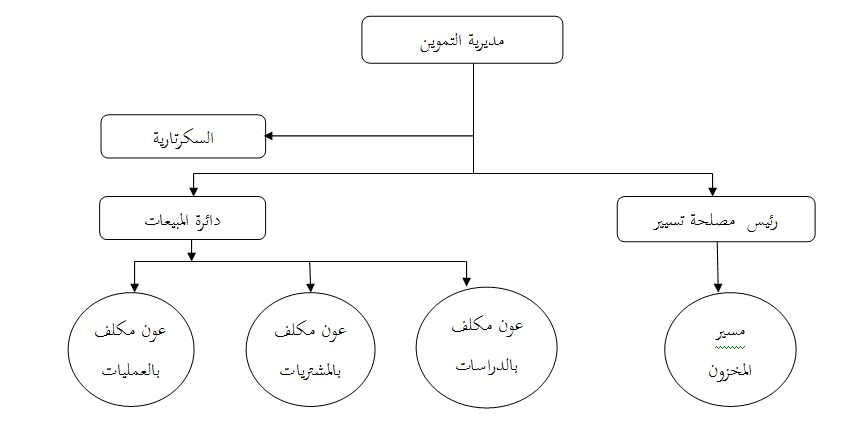 مديرية التموين
السكرتارية
رئيس مصلحة تسيير
دائرة المبيعات
مسير
المخزون
عون مكلف
بالدراسات
عون مكلف
بالمشتريات
عون مكلف
بالعمليات